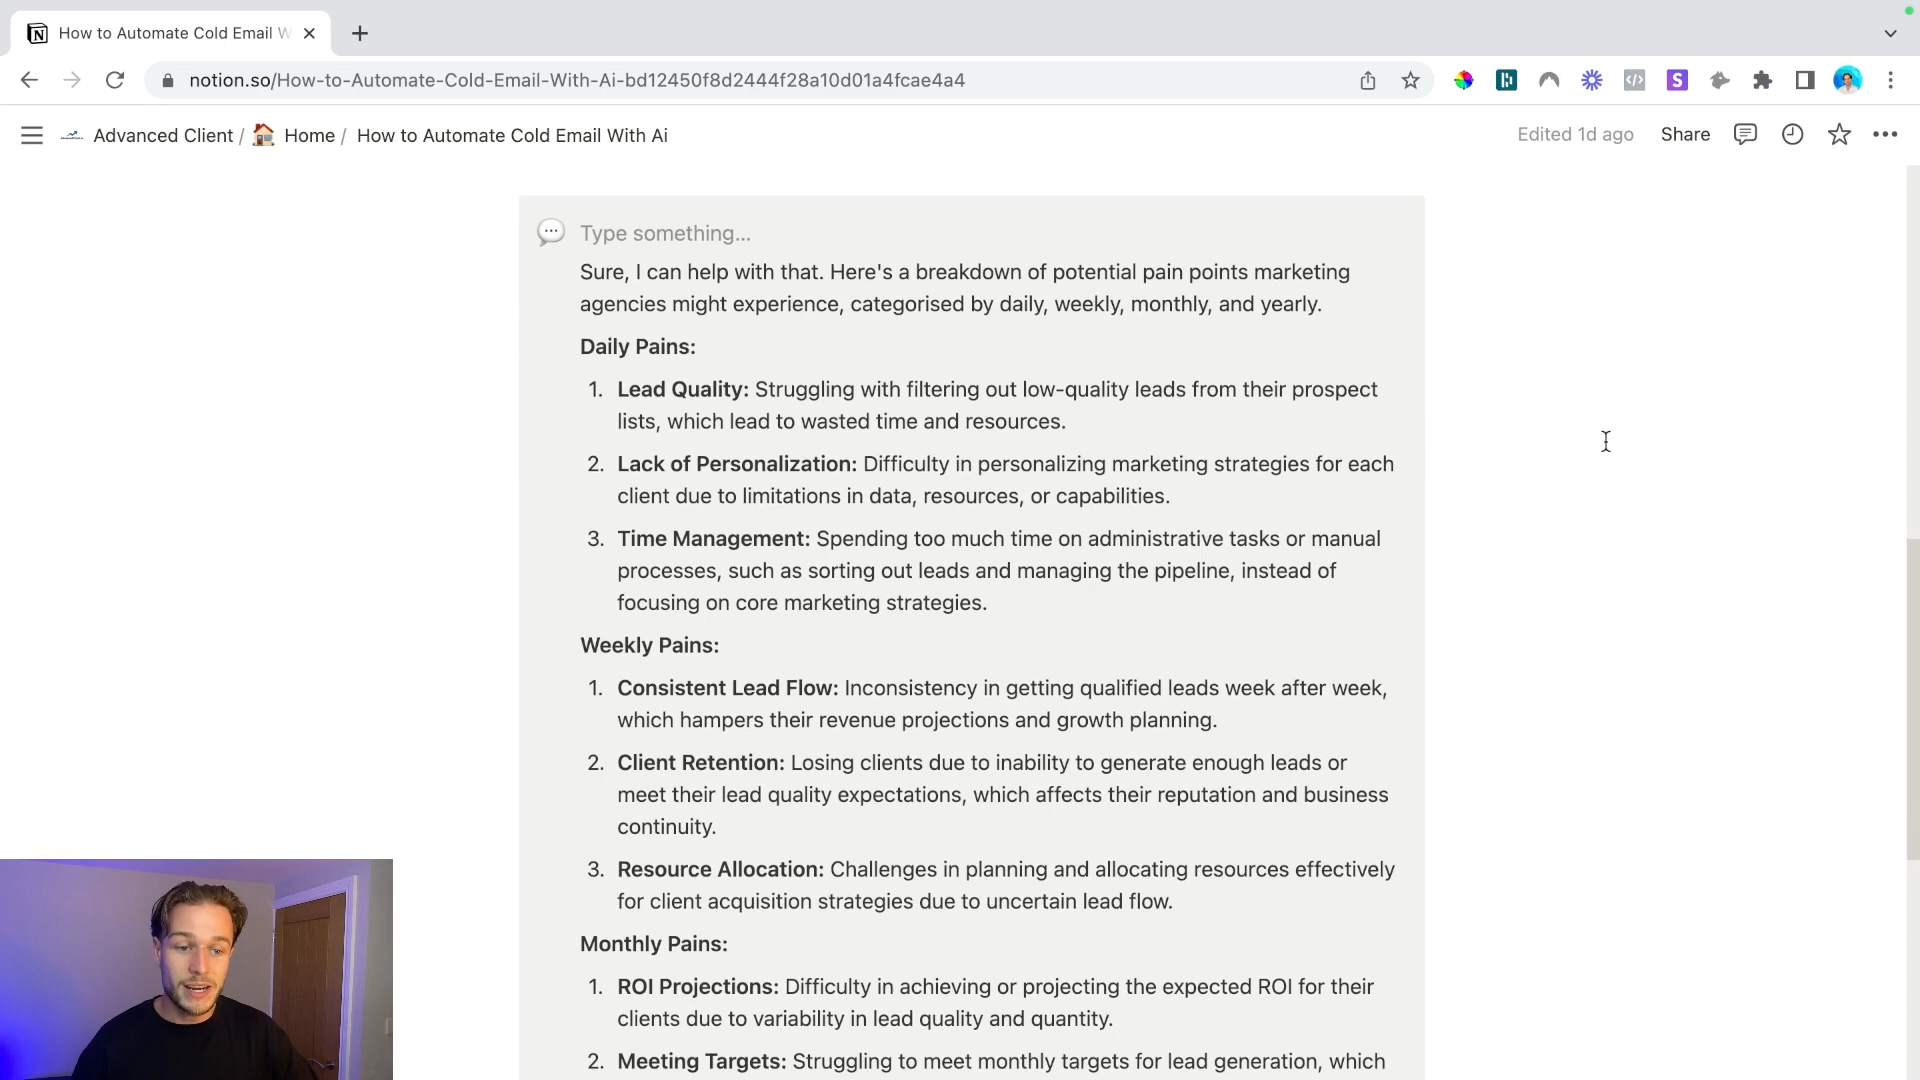 How to Automate Cold Email W
notion.so/How-to-Automate-Cold-Email-With-Ai-bd12450f8d2444f28a10d01a4fcae4a4
Advanced Client / Home / How to Automate Cold Email With Ai
Edited 1d ago Share
Type something...
Sure, I can help with that. Here's a breakdown of potential pain points marketing
agencies might experience, categorised by daily, weekly, monthly, and yearly.
Daily Pains:
1. Lead Quality: Struggling with filtering out low-quality leads from their prospect
lists, which lead to wasted time and resources.
2. Lack of Personalization: Difficulty in personalizing marketing strategies for each
client due to limitations in data, resources, or capabilities.
3. Time Management: Spending too much time on administrative tasks or manual
processes, such as sorting out leads and managing the pipeline, instead of
focusing on core marketing strategies.
Weekly Pains:
1. Consistent Lead Flow: Inconsistency in getting qualified leads week after week,
which hampers their revenue projections and growth planning.
2. Client Retention: Losing clients due to inability to generate enough leads or
meet their lead quality expectations, which affects their reputation and business
continuity.
3. Resource Allocation: Challenges in planning and allocating resources effectively
for client acquisition strategies due to uncertain lead flow.
Monthly Pains:
1. ROI Projections: Difficulty in achieving or projecting the expected ROI for their
clients due to variability in lead quality and quantity.
2. Meeting Targets: Struggling to meet monthly targets for lead generation, which